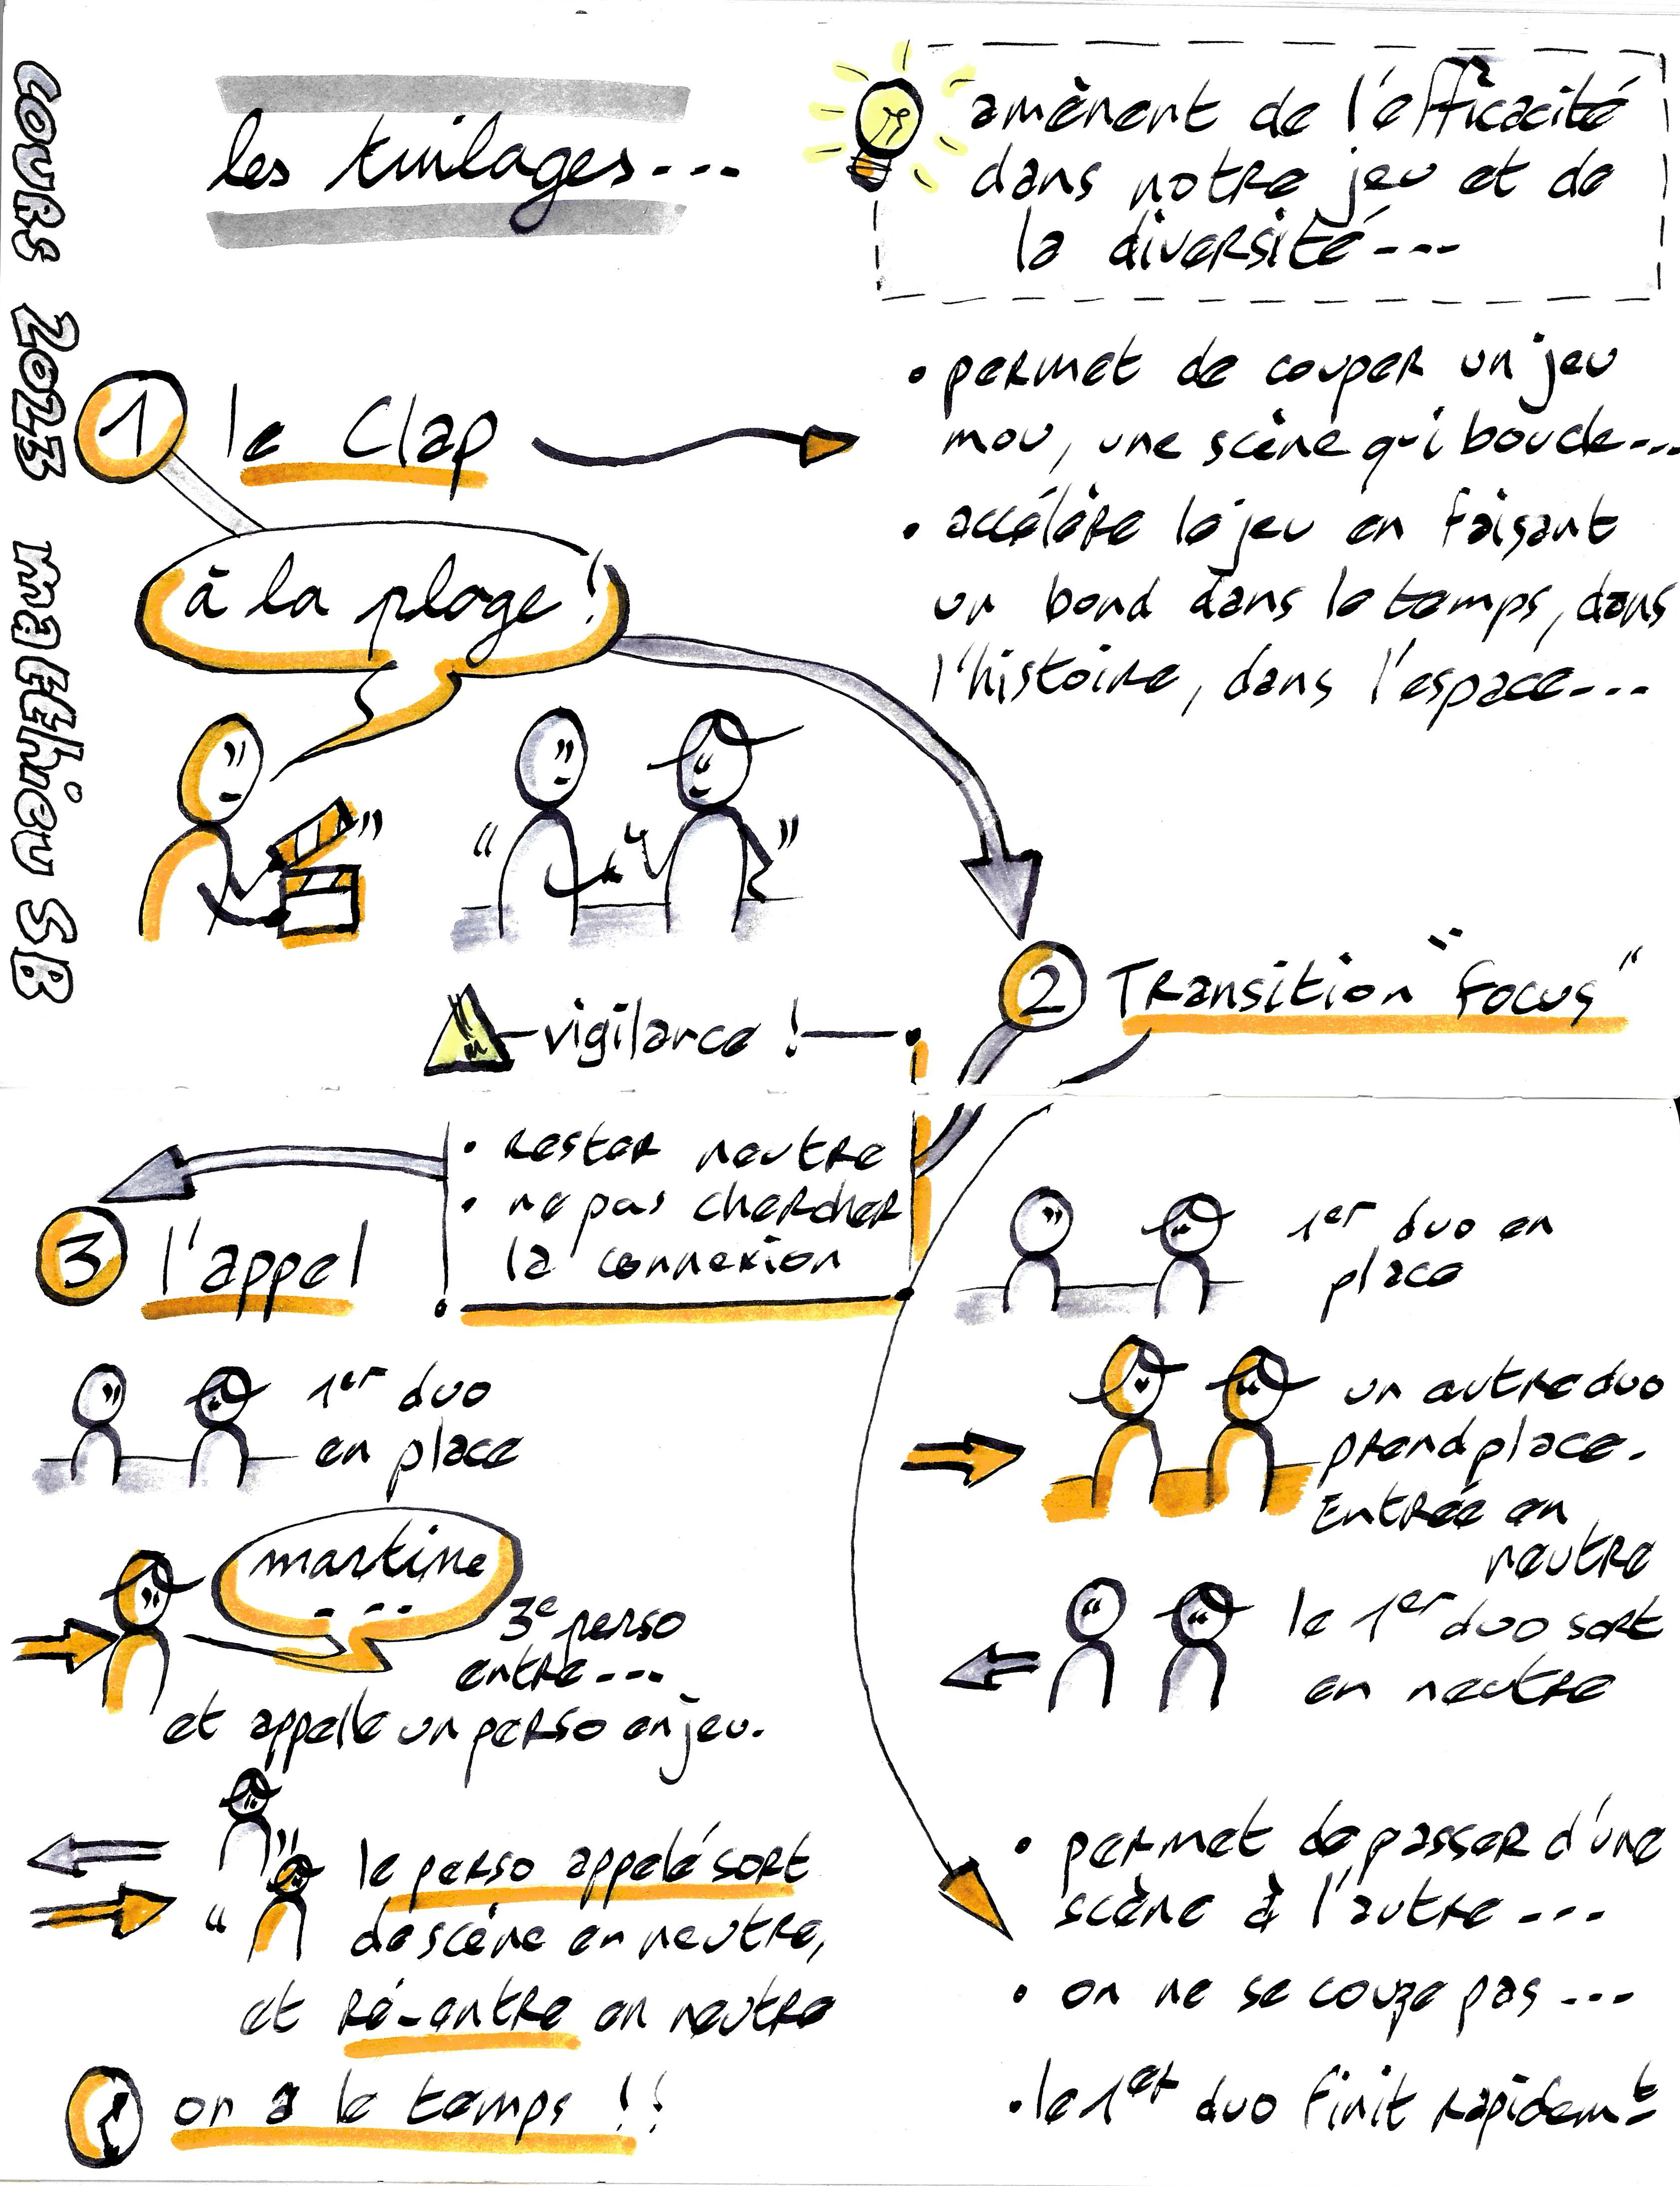 cours 2023 matthieu SB
les tuilages...
amènent de l'efficacité
dans notre jeu et de
la diversité...
1 le Clap
• permet de couper un jeu
mou, une scène qui boucle...
• accélère le jeu en faisant
un bond dans le temps, dans
l'histoire, dans l'espace...
à la plage !
2 Transition "focus"
vigilance !
• rester neutre
• ne pas chercher
la connexion
1er duo en
place
un autre duo
prend place.
Entrée en
neutre
le 1er duo sort
en neutre
• permet de passer d'une
scène à l'autre...
• on ne se coupe pas...
• le 1er duo finit rapidemt
3 l'appel
1er duo
en place
martine
...
3e perso
entre...
et appelle un perso en jeu.
le perso appelé sort
de scène en neutre,
et ré-entre en neutre
on a le temps !!